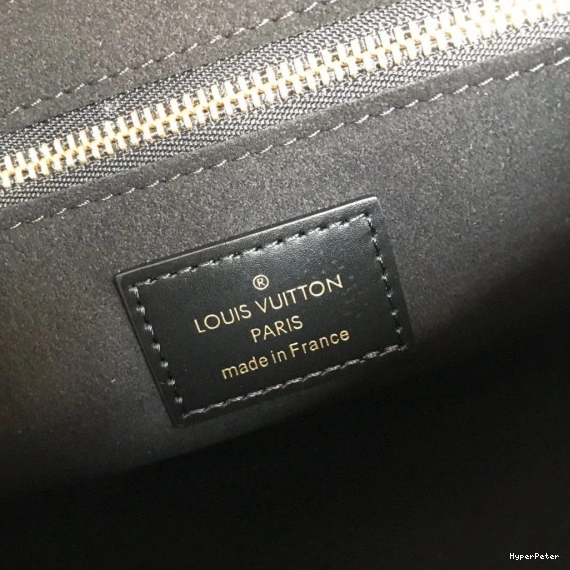 ®
LOUIS VUITTON
PARIS
made in France
HyperPeter